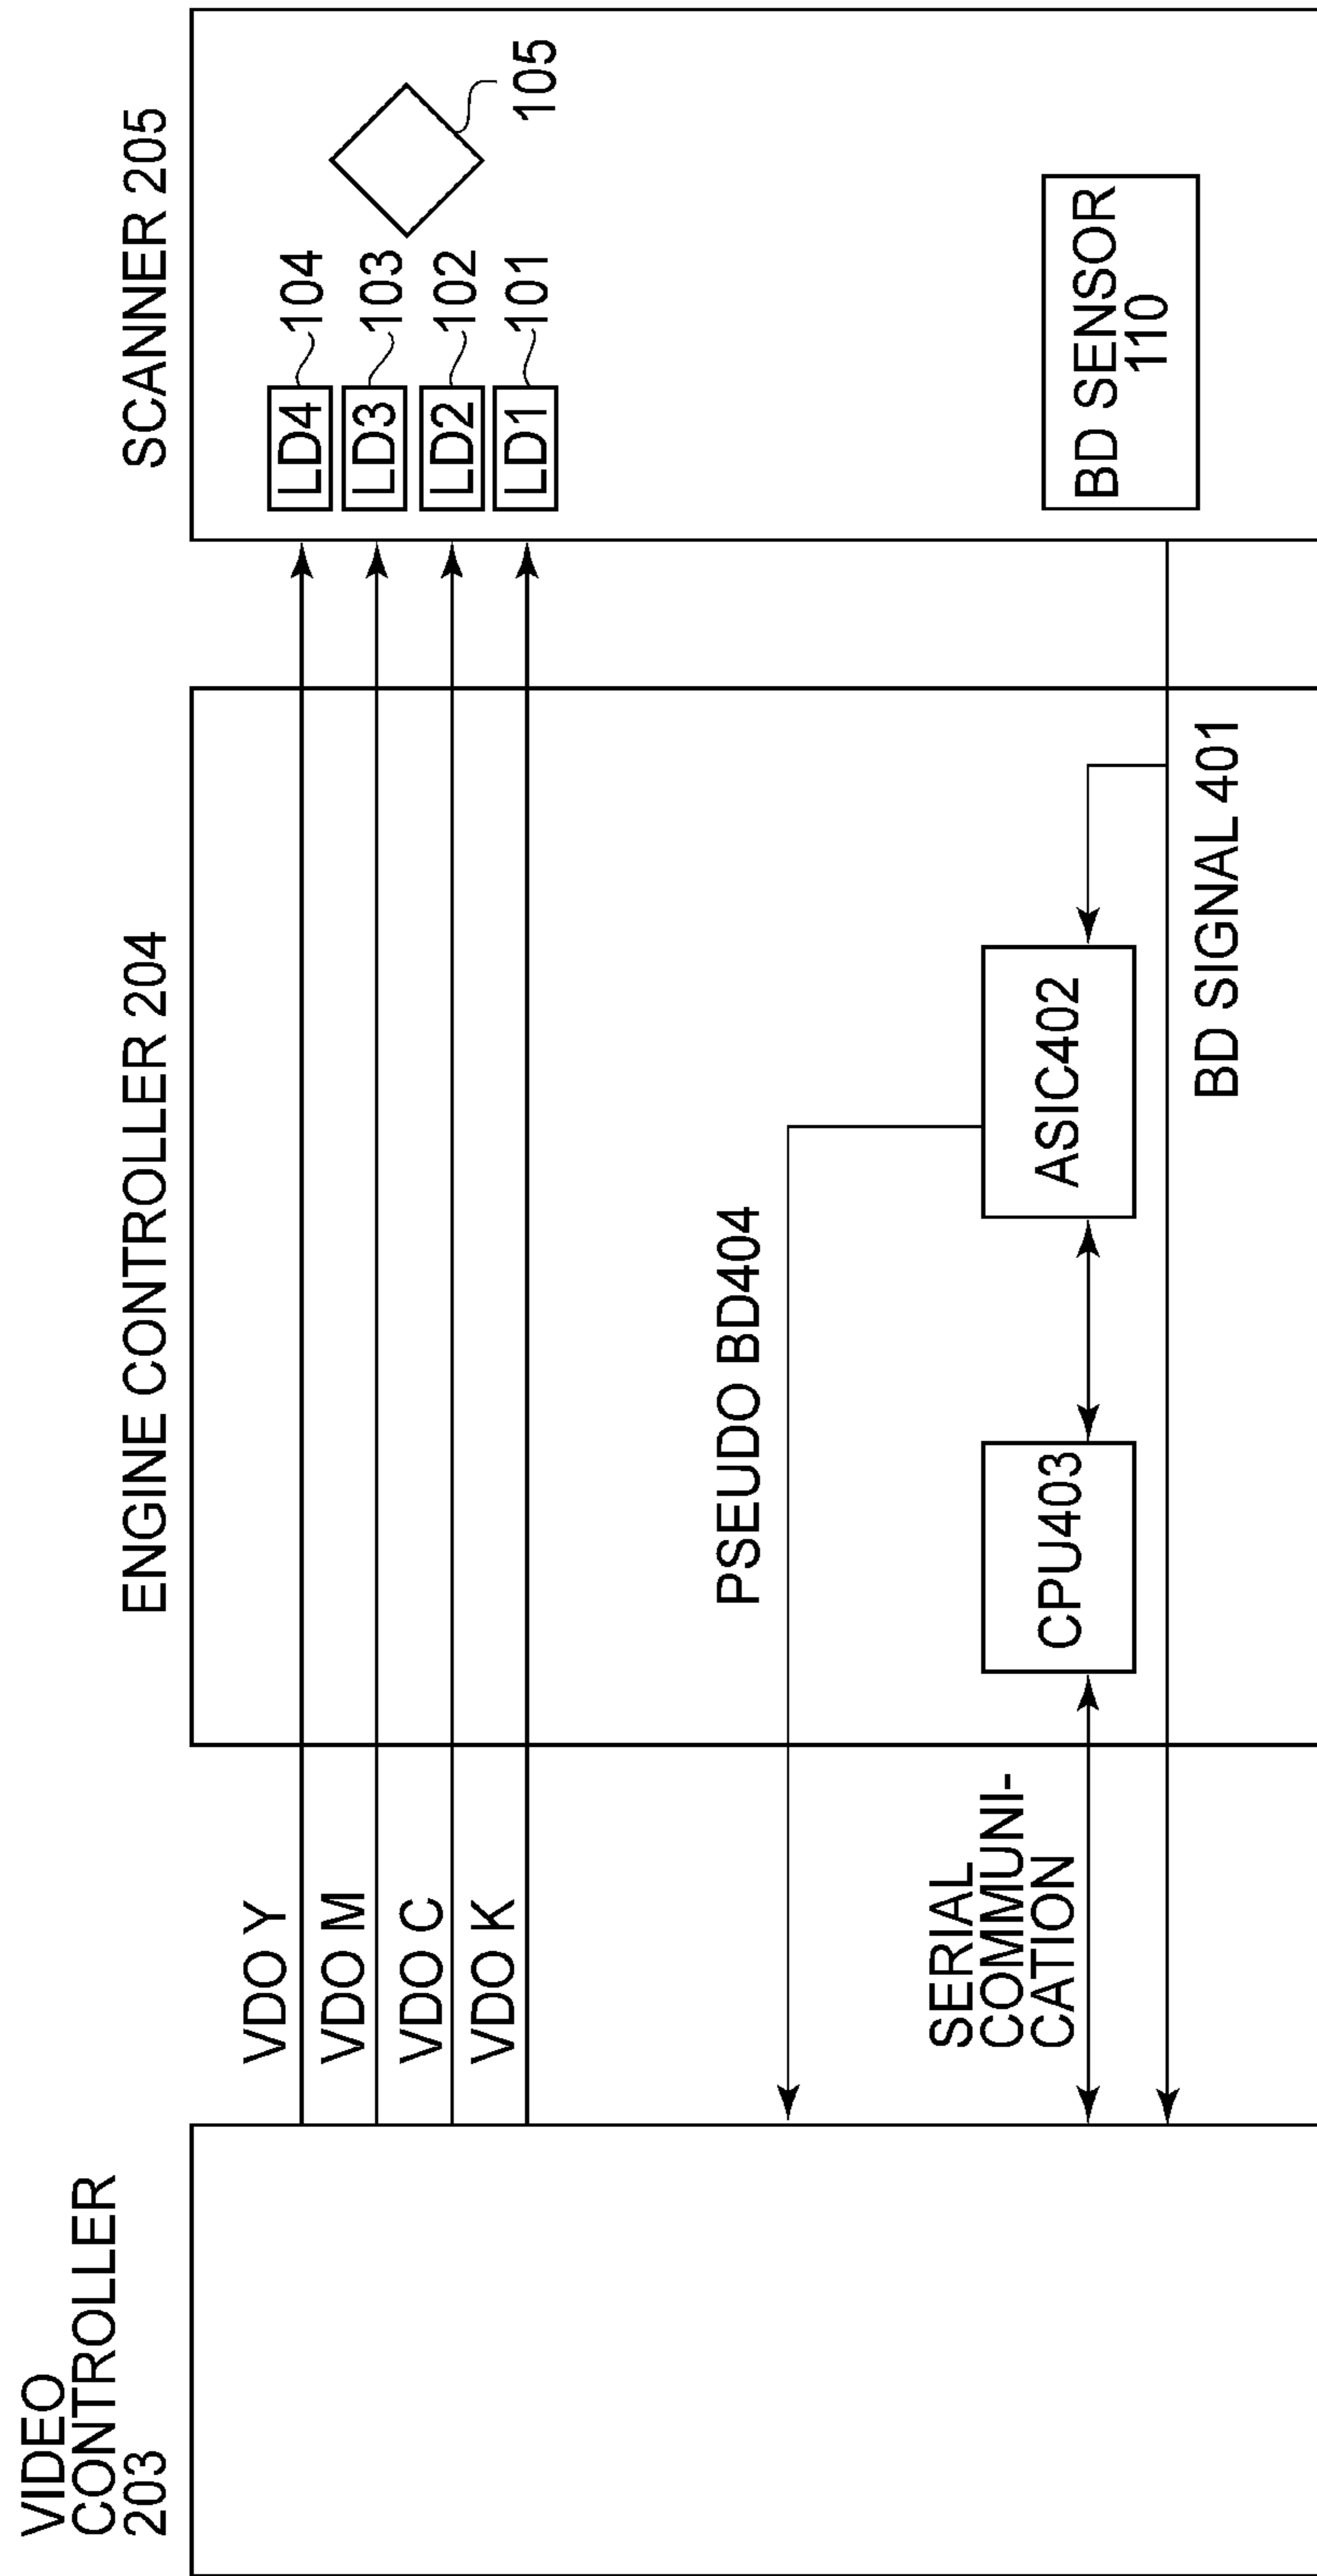 VIDEO
CONTROLLER
203
ENGINE CONTROLLER 204
SCANNER 205
VDO Y
VDO M
VDO C
VDO K
LD4
104
LD3
103
LD2
102
LD1
101
105
PSEUDO BD404
SERIAL
COMMUNI-
CATION
CPU403
ASIC402
BD SENSOR
110
BD SIGNAL 401